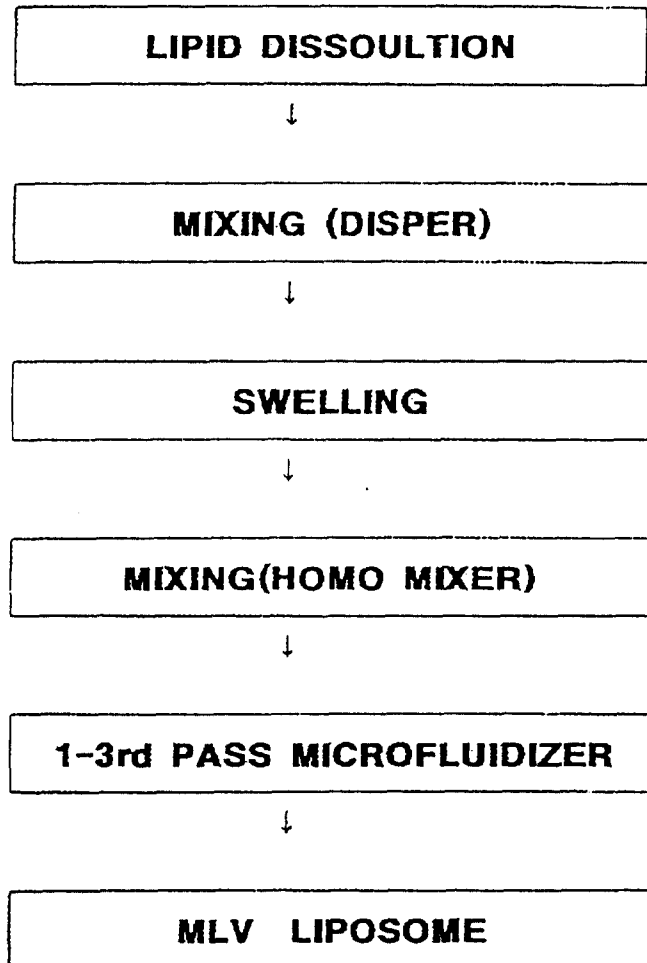 LIPID DISSOULTION
↓
MIXING (DISPER)
↓
SWELLING
↓
MIXING(HOMO MIXER)
↓
1-3rd PASS MICROFLUIDIZER
↓
MLV LIPOSOME